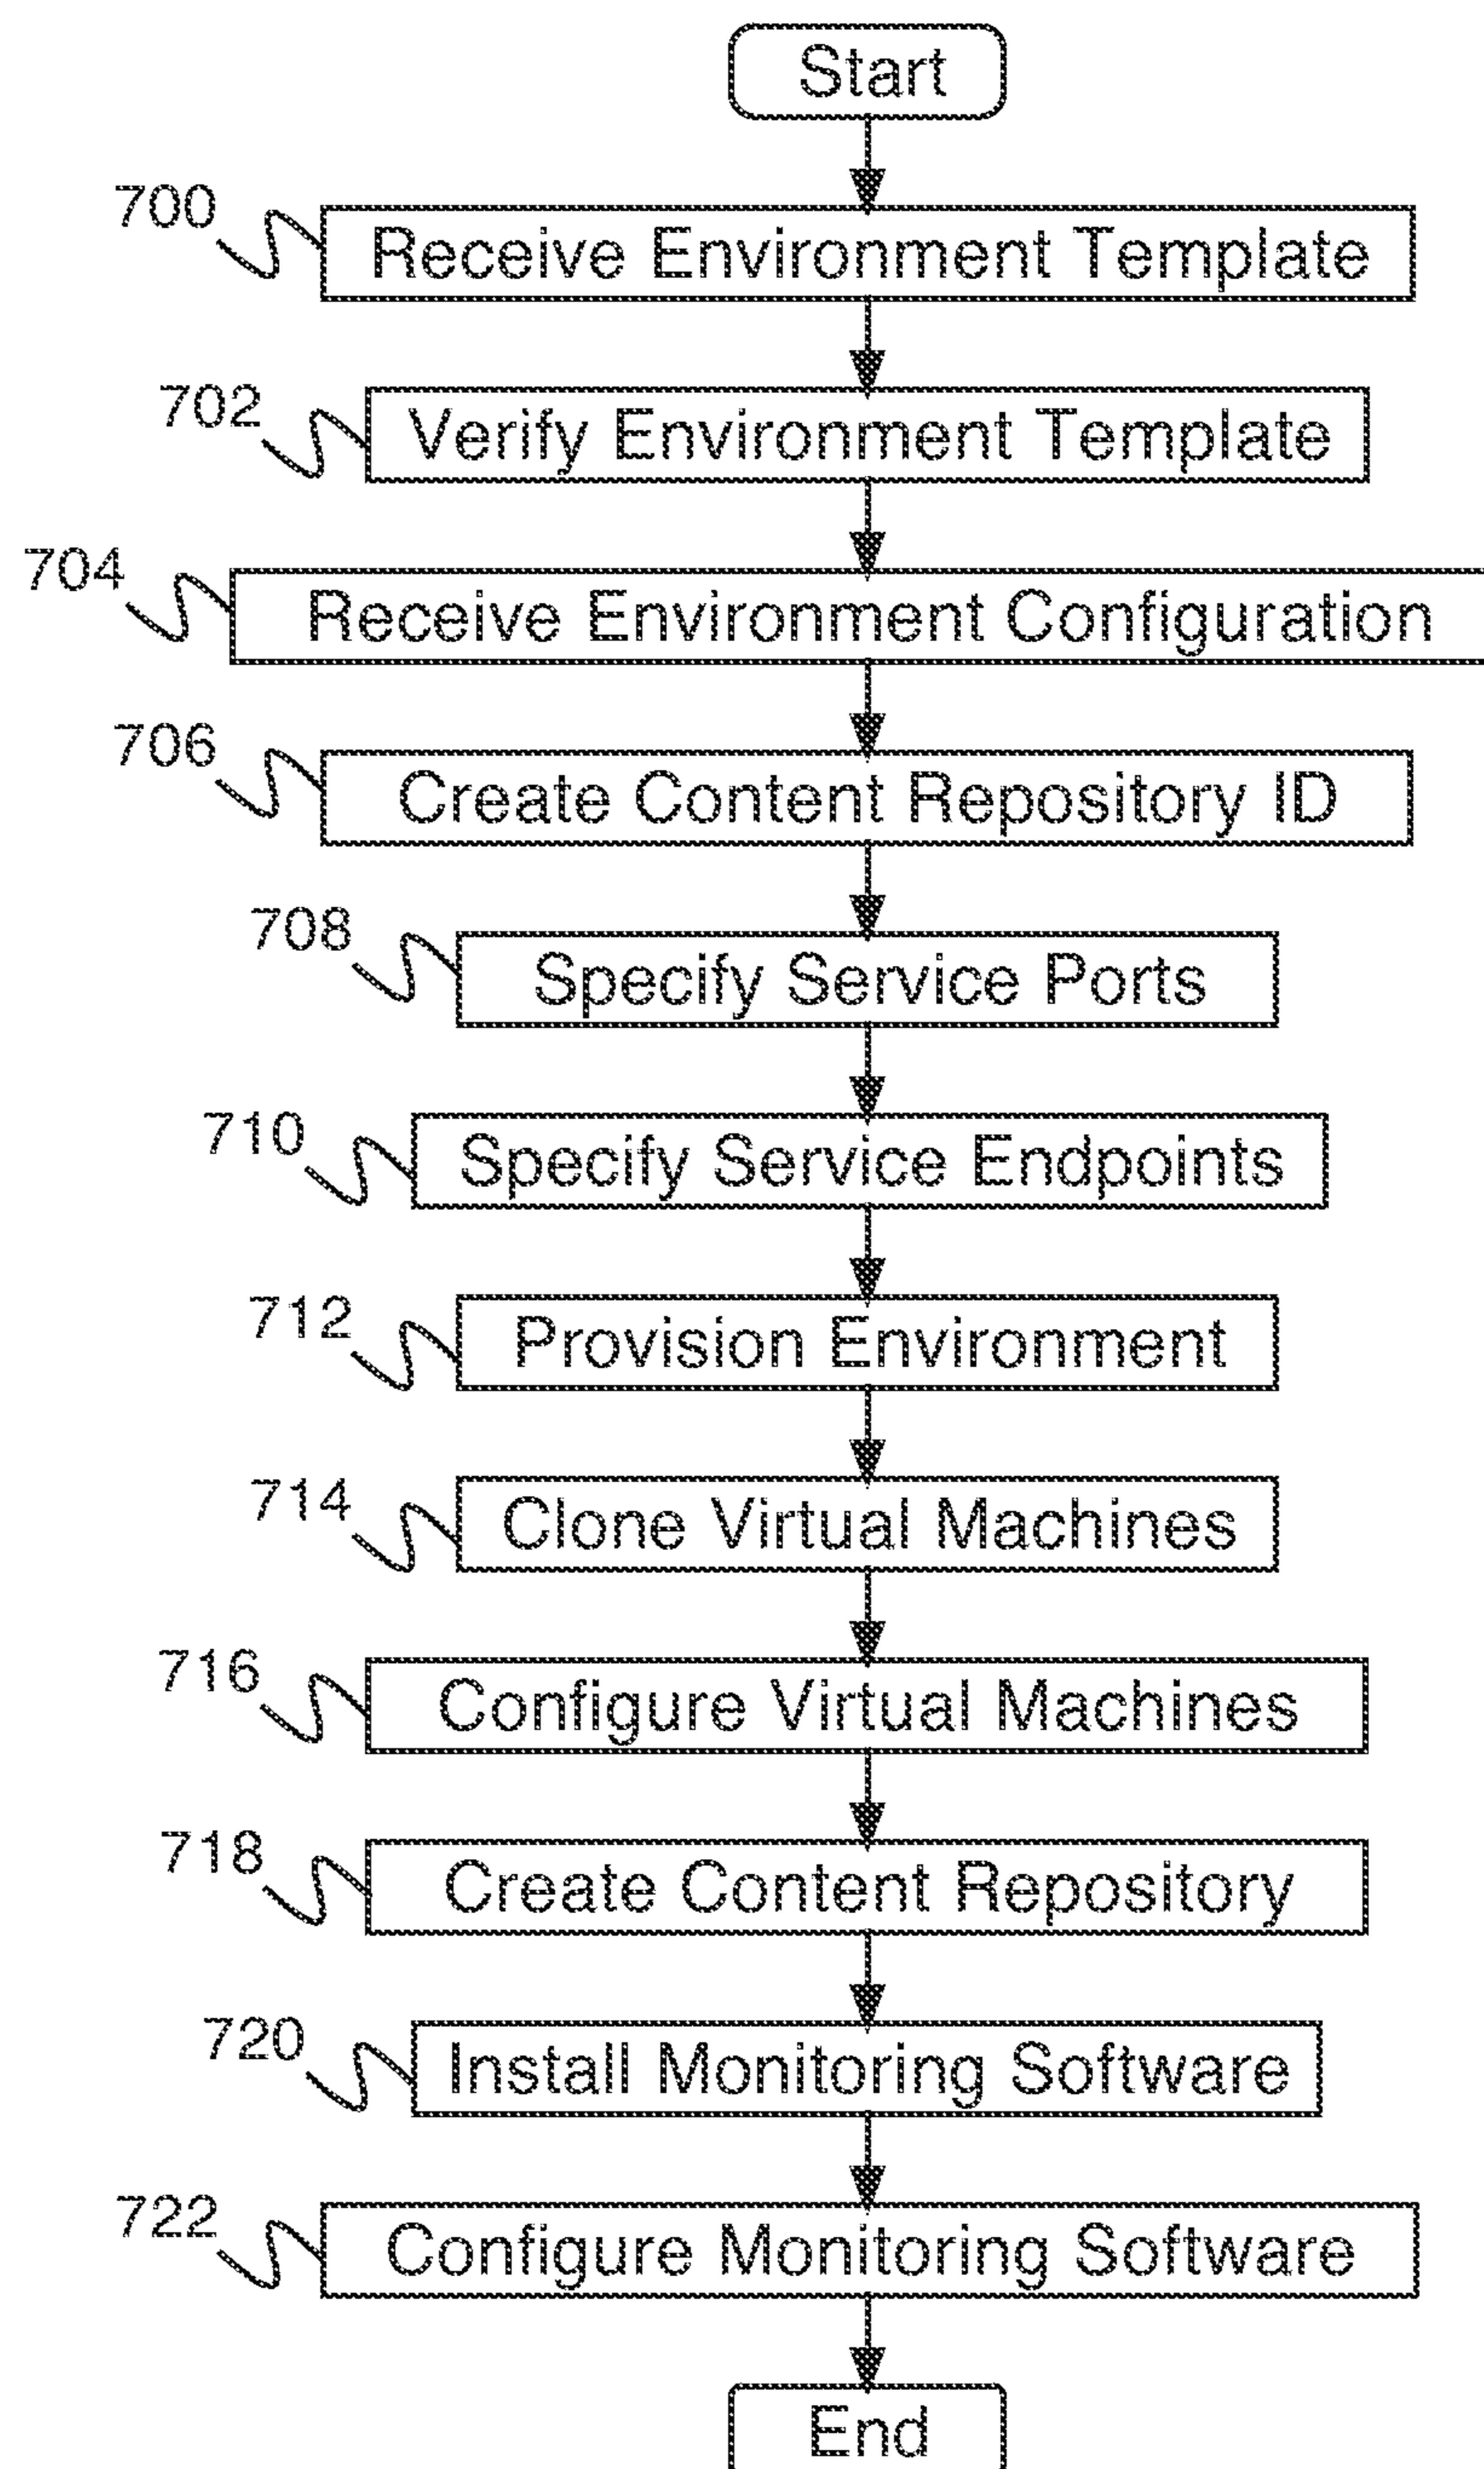 Start
700
Receive Environment Template
702
Verify Environment Template
704
Receive Environment Configuration
706
Create Content Repository ID
708
Specify Service Ports
710
Specify Service Endpoints
712
Provision Environment
714
Clone Virtual Machines
716
Configure Virtual Machines
718
Create Content Repository
720
Install Monitoring Software
722
Configure Monitoring Software
End